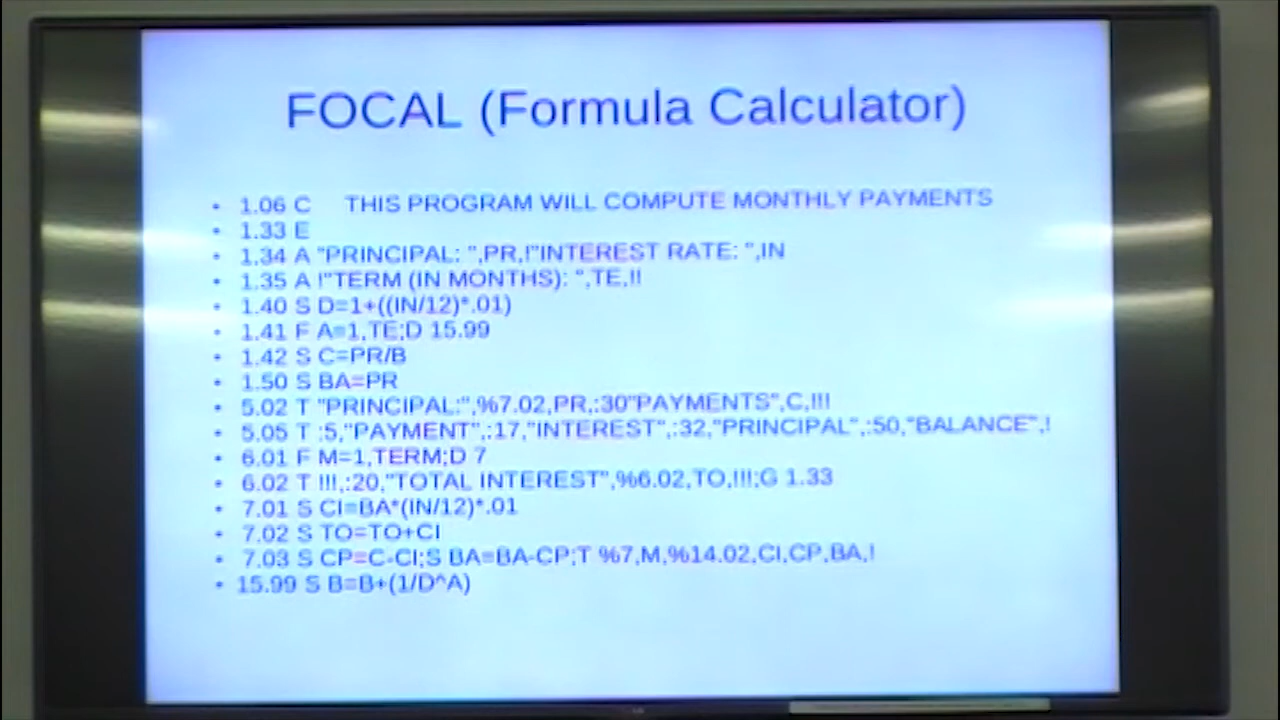 FOCAL (Formula Calculator)
• 1.06 C THIS PROGRAM WILL COMPUTE MONTHLY PAYMENTS
• 1.33 E
• 1.34 A "PRINCIPAL: ",PR,!"INTEREST RATE: ",IN
• 1.35 A !"TERM (IN MONTHS): ",TE,!!
• 1.40 S D=1+((IN/12)*.01)
• 1.41 F A=1,TE;D 15.99
• 1.42 S C=PR/B
• 1.50 S BA=PR
• 5.02 T "PRINCIPAL:",%7.02,PR,:30"PAYMENTS",C,!!!
• 5.05 T :5,"PAYMENT",:17,"INTEREST",:32,"PRINCIPAL",:50,"BALANCE",!
• 6.01 F M=1,TERM;D 7
• 6.02 T !!!,:20,"TOTAL INTEREST",%6.02,TO,!!!;G 1.33
• 7.01 S CI=BA*(IN/12)*.01
• 7.02 S TO=TO+CI
• 7.03 S CP=C-CI;S BA=BA-CP;T %7,M,%14.02,CI,CP,BA,!
• 15.99 S B=B+(1/D^A)